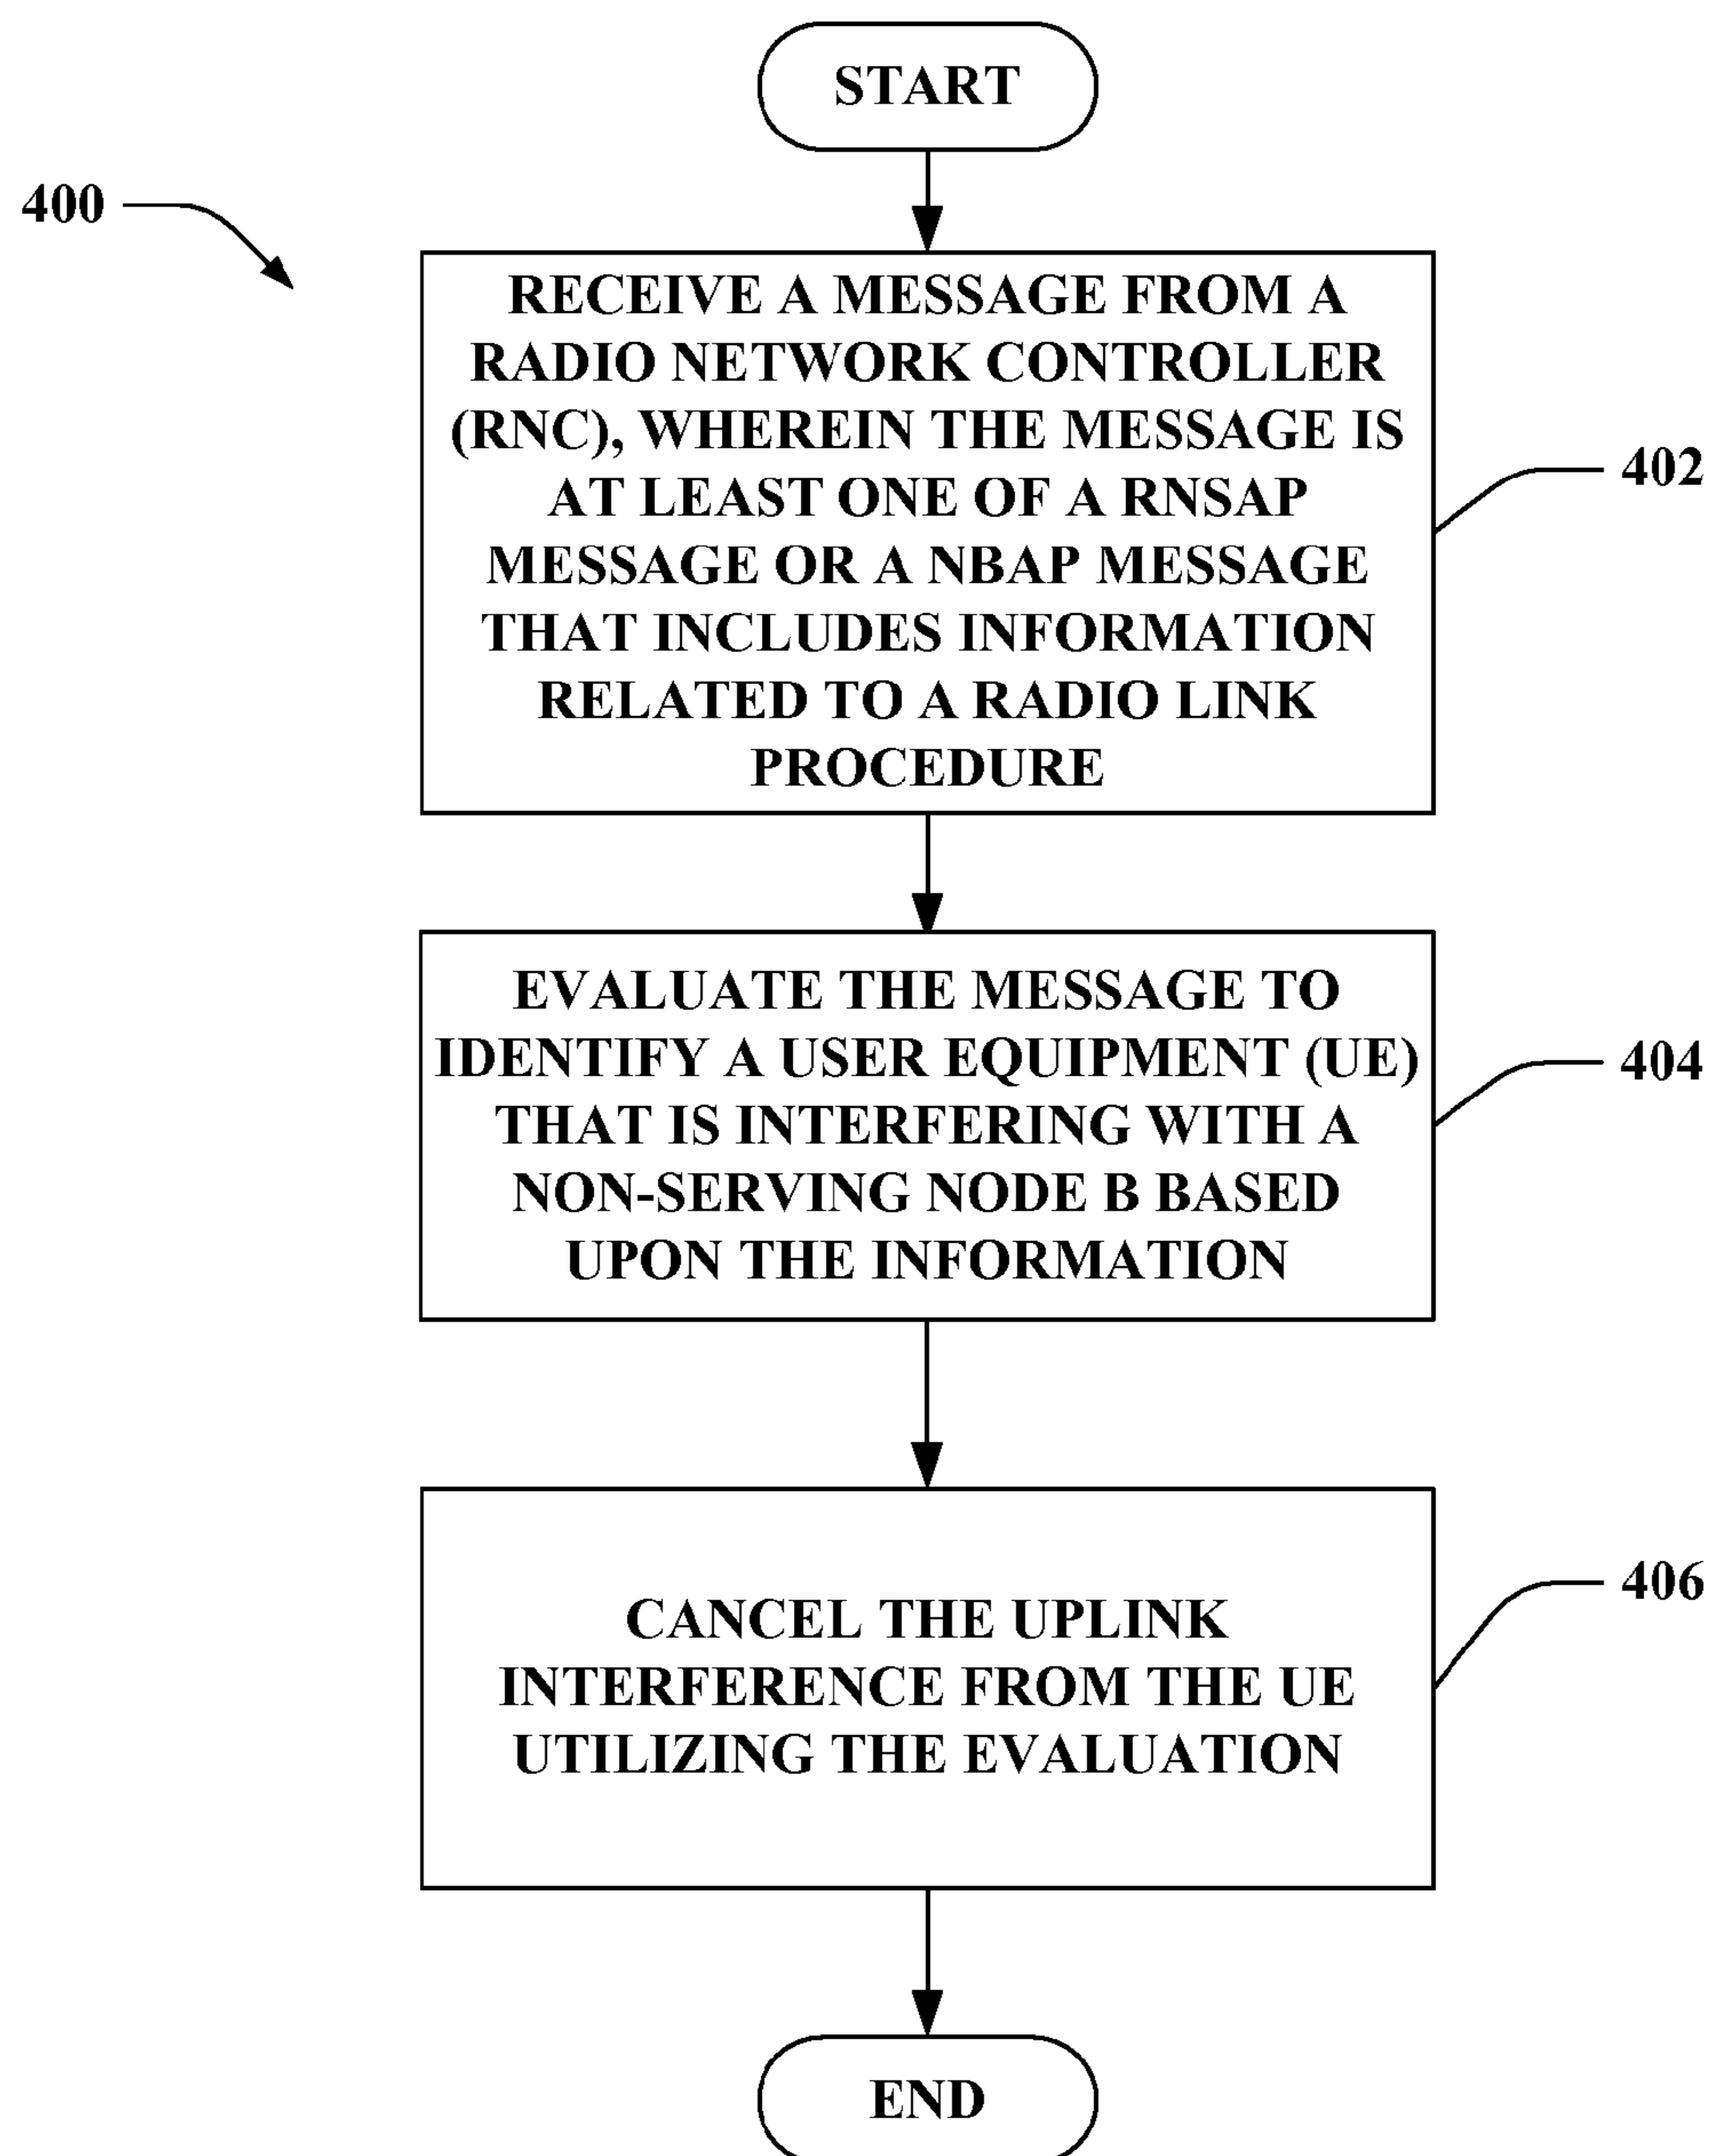 START
400
RECEIVE A MESSAGE FROM A
RADIO NETWORK CONTROLLER
(RNC), WHEREIN THE MESSAGE IS
AT LEAST ONE OF A RNSAP
MESSAGE OR A NBAP MESSAGE
THAT INCLUDES INFORMATION
RELATED TO A RADIO LINK
PROCEDURE
402
EVALUATE THE MESSAGE TO
IDENTIFY A USER EQUIPMENT (UE)
THAT IS INTERFERING WITH A
NON-SERVING NODE B BASED
UPON THE INFORMATION
404
CANCEL THE UPLINK
INTERFERENCE FROM THE UE
UTILIZING THE EVALUATION
406
END